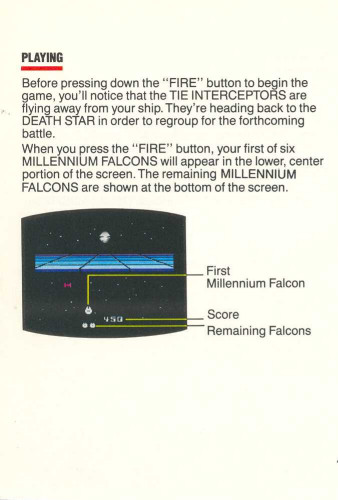 PLAYING
Before pressing down the "FIRE" button to begin the
game, you'll notice that the TIE INTERCEPTORS are
flying away from your ship. They're heading back to the
DEATH STAR in order to regroup for the forthcoming
battle.
When you press the "FIRE" button, your first of six
MILLENNIUM FALCONS will appear in the lower, center
portion of the screen. The remaining MILLENNIUM
FALCONS are shown at the bottom of the screen.
First
Millennium Falcon
450
Score
Remaining Falcons